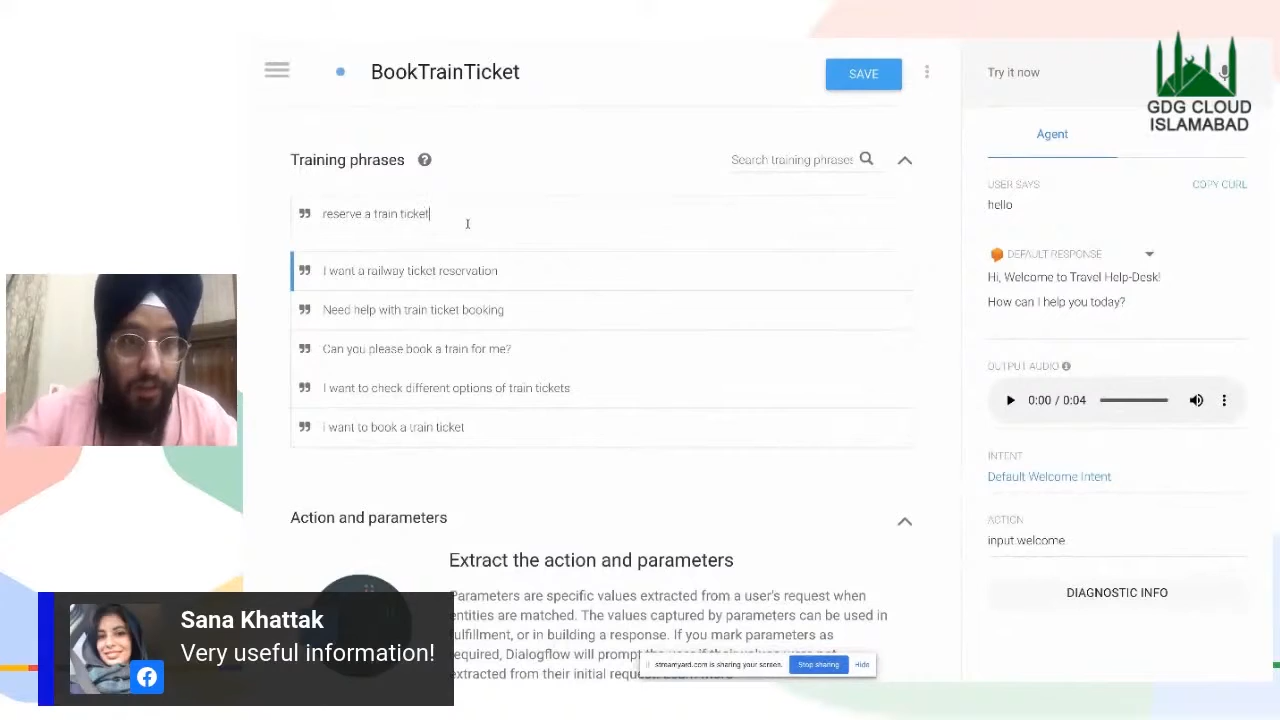 BookTrainTicket
SAVE
Try it now
GDG CLOUD
ISLAMABAD
Training phrases
Search training phrases
Agent
reserve a train ticket
USER SAYS
COPY CURL
hello
I want a railway ticket reservation
DEFAULT RESPONSE
Need help with train ticket booking
Hi, Welcome to Travel Help-Desk!
How can I help you today?
Can you please book a train for me?
OUTPUT AUDIO
I want to check different options of train tickets
0:00 / 0:04
i want to book a train ticket
INTENT
Default Welcome Intent
Action and parameters
ACTION
input.welcome
Extract the action and parameters
DIAGNOSTIC INFO
Parameters are specific values extracted from a user's request when
entities are matched. The values captured by parameters can be used in
fulfillment, or in building a response. If you mark parameters as
required, Dialogflow will prompt the user if their values were not
extracted from their initial request.
streamyard.com is sharing your screen.
Stop sharing
Hide
Sana Khattak
Very useful information!